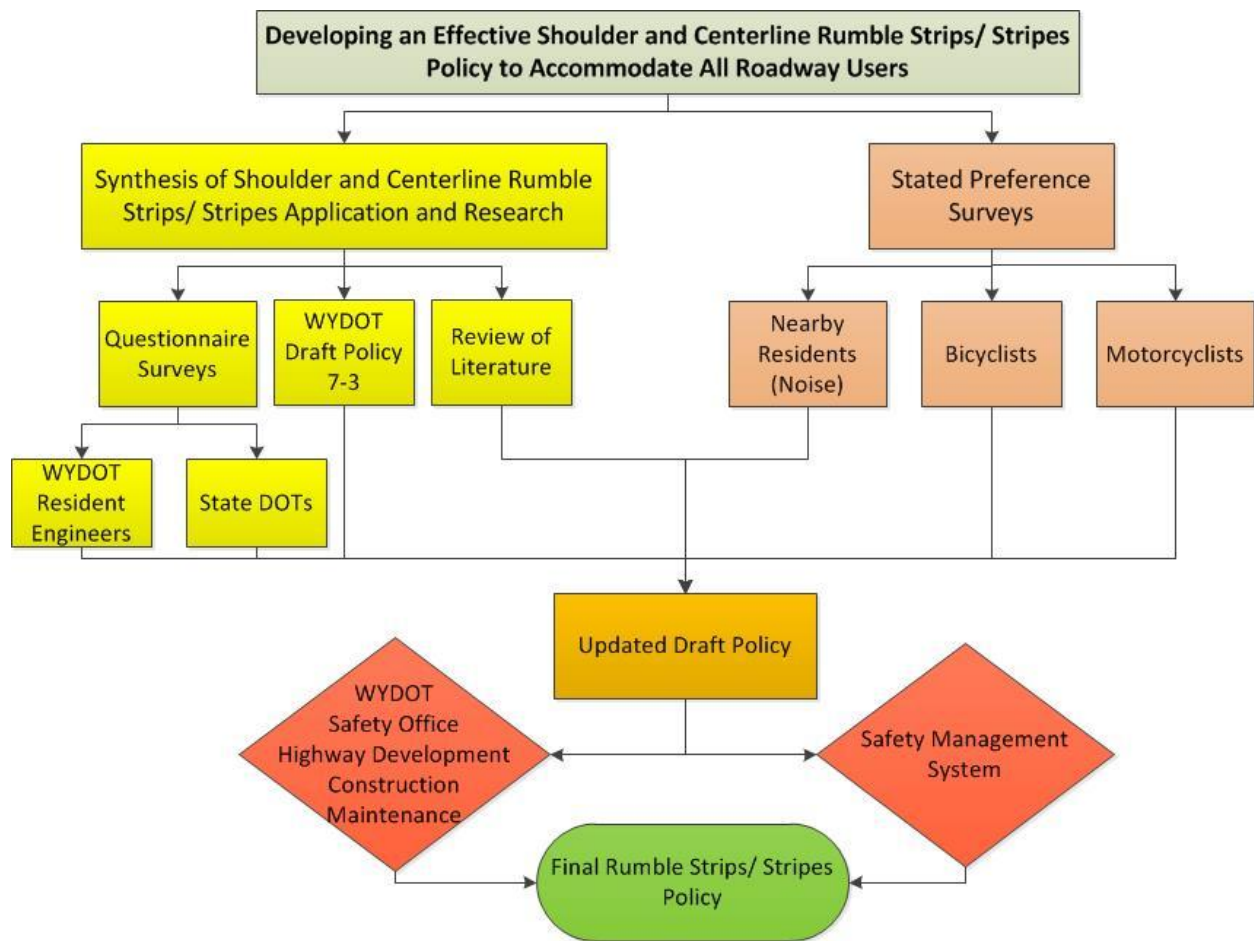 Developing an Effective Shoulder and Centerline Rumble Strips/ Stripes
Policy to Accommodate All Roadway Users
Synthesis of Shoulder and Centerline Rumble
Strips/ Stripes Application and Research
Stated Preference
Surveys
Questionnaire
Surveys
WYDOT
Draft Policy
7-3
Review of
Literature
Nearby
Residents
(Noise)
Bicyclists
Motorcyclists
WYDOT
Resident
Engineers
State DOTs
Updated Draft Policy
WYDOT
Safety Office
Highway Development
Construction
Maintenance
Safety Management
System
Final Rumble Strips/ Stripes
Policy